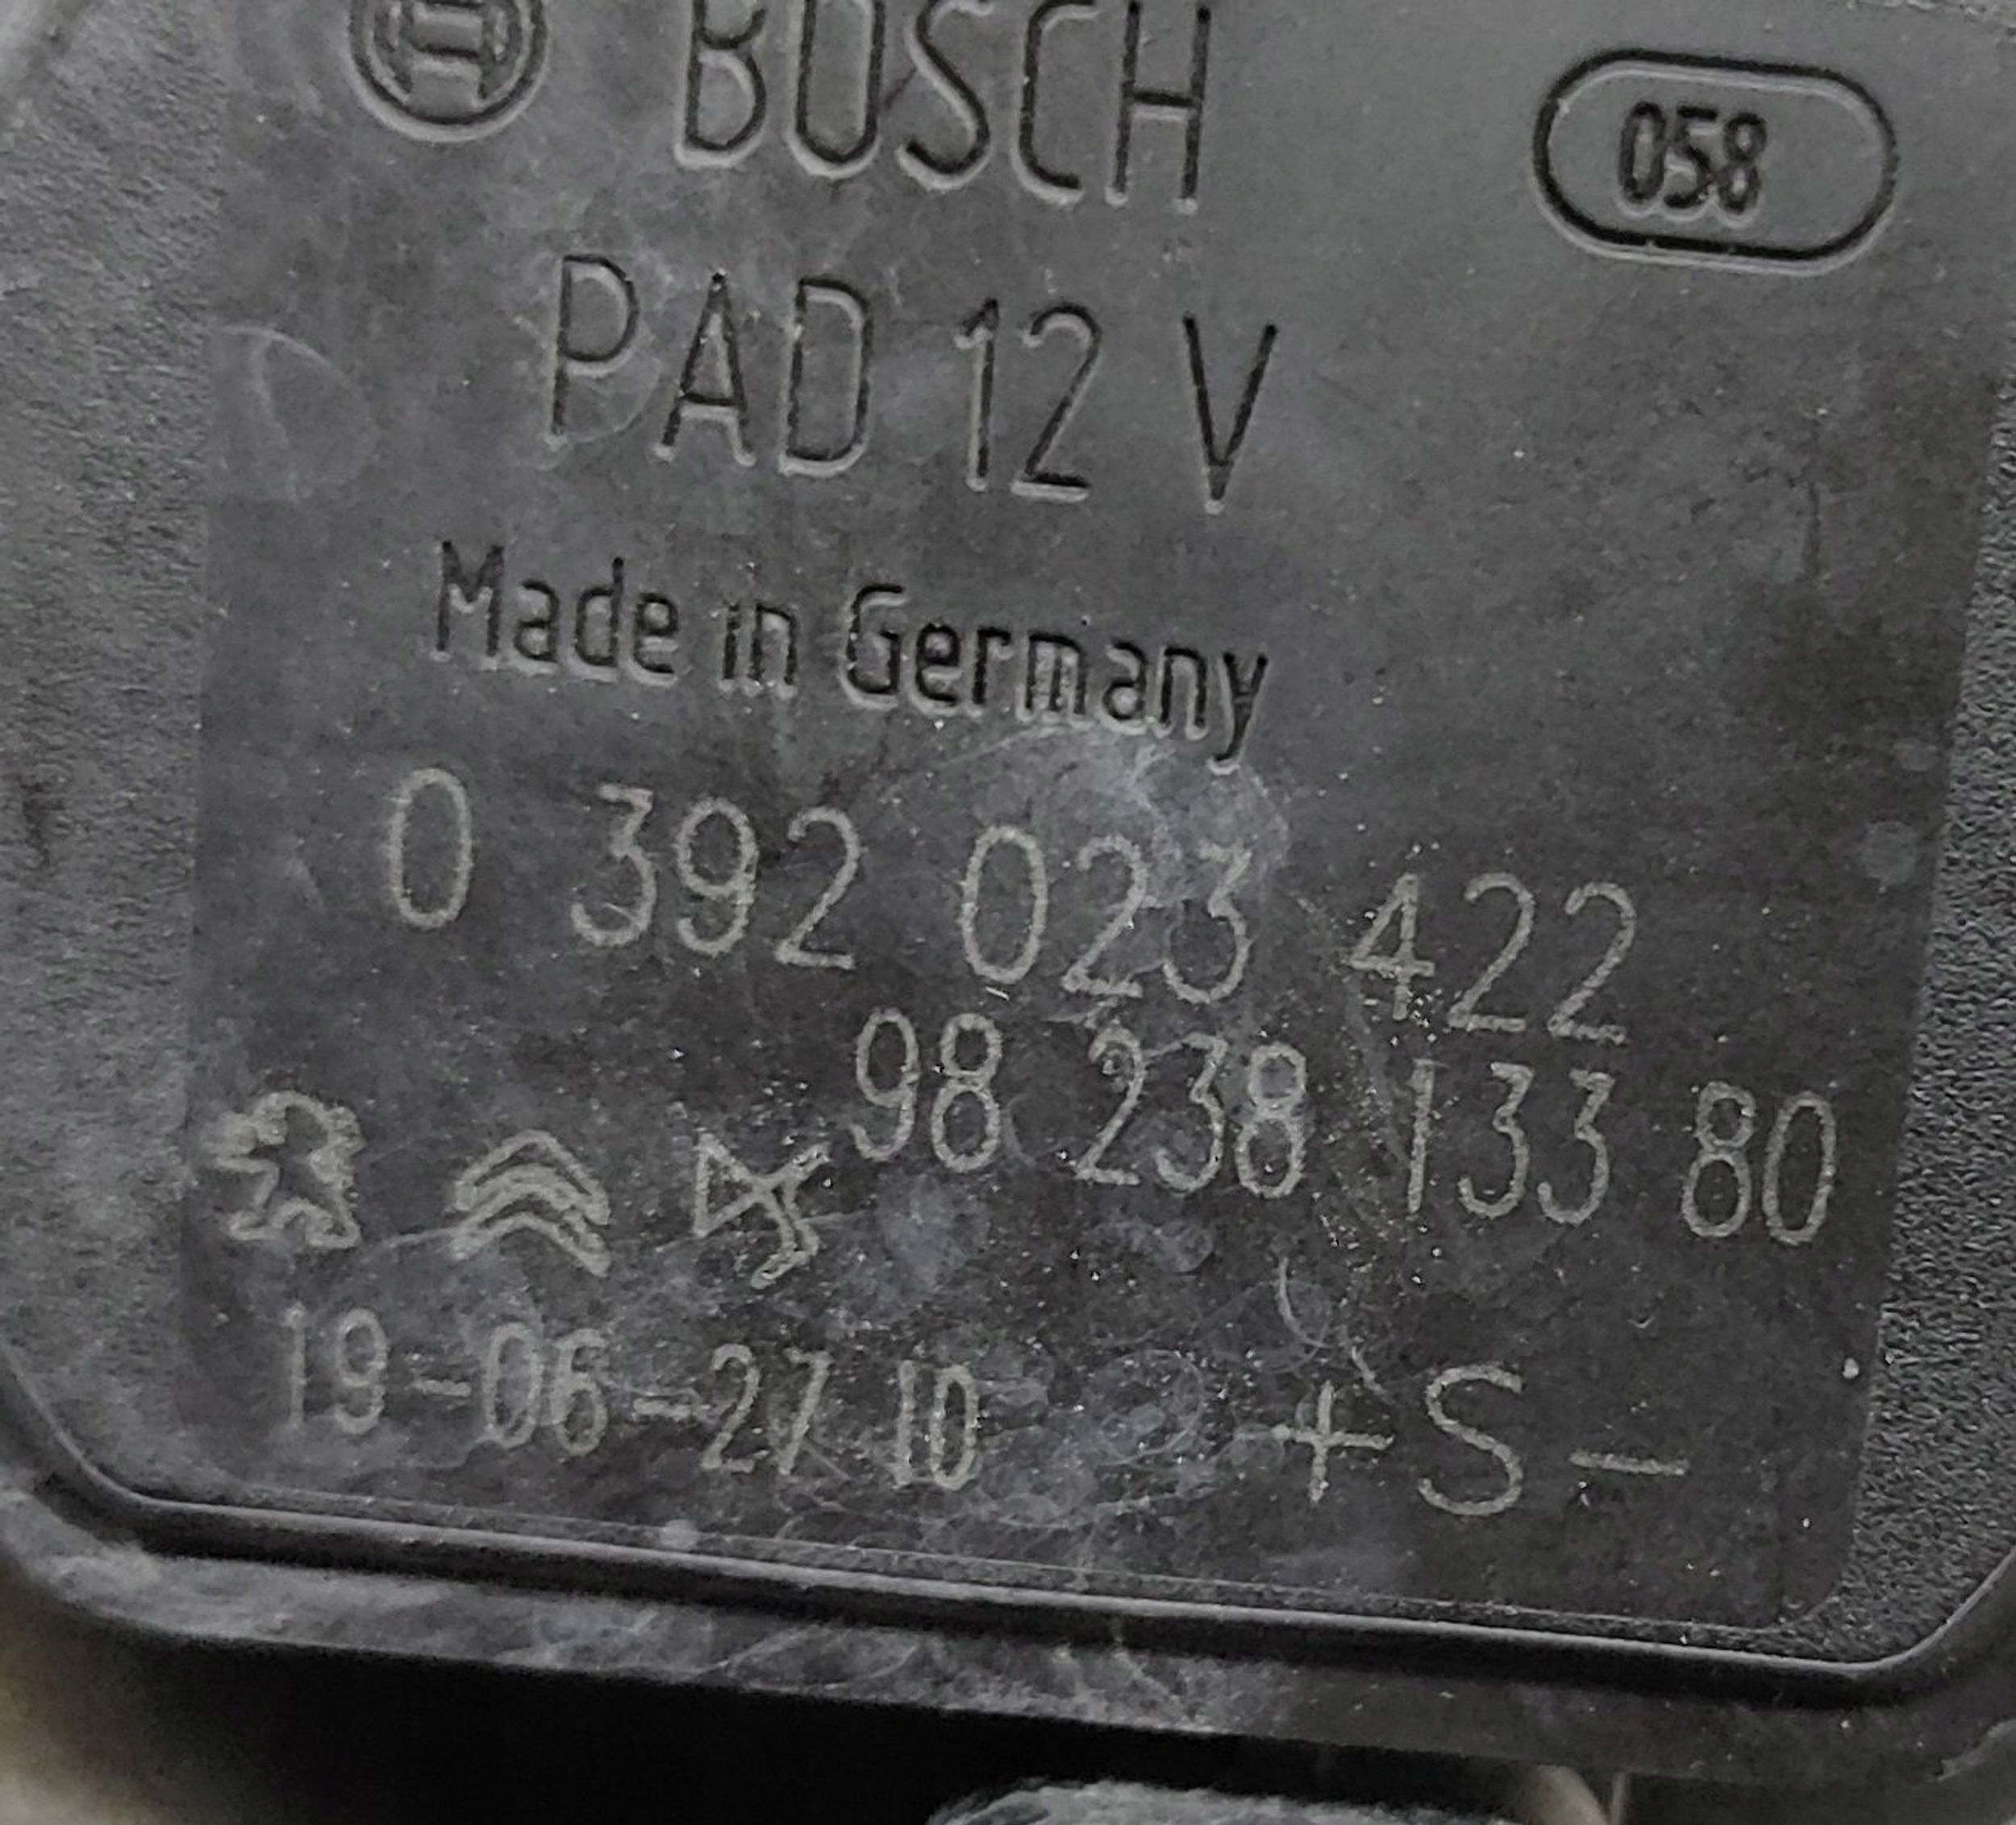 BOSCH
058
PAD 12 V
Made in Germany
0 392 023 422
98 238 133 80
19-06-27 10
+ S -